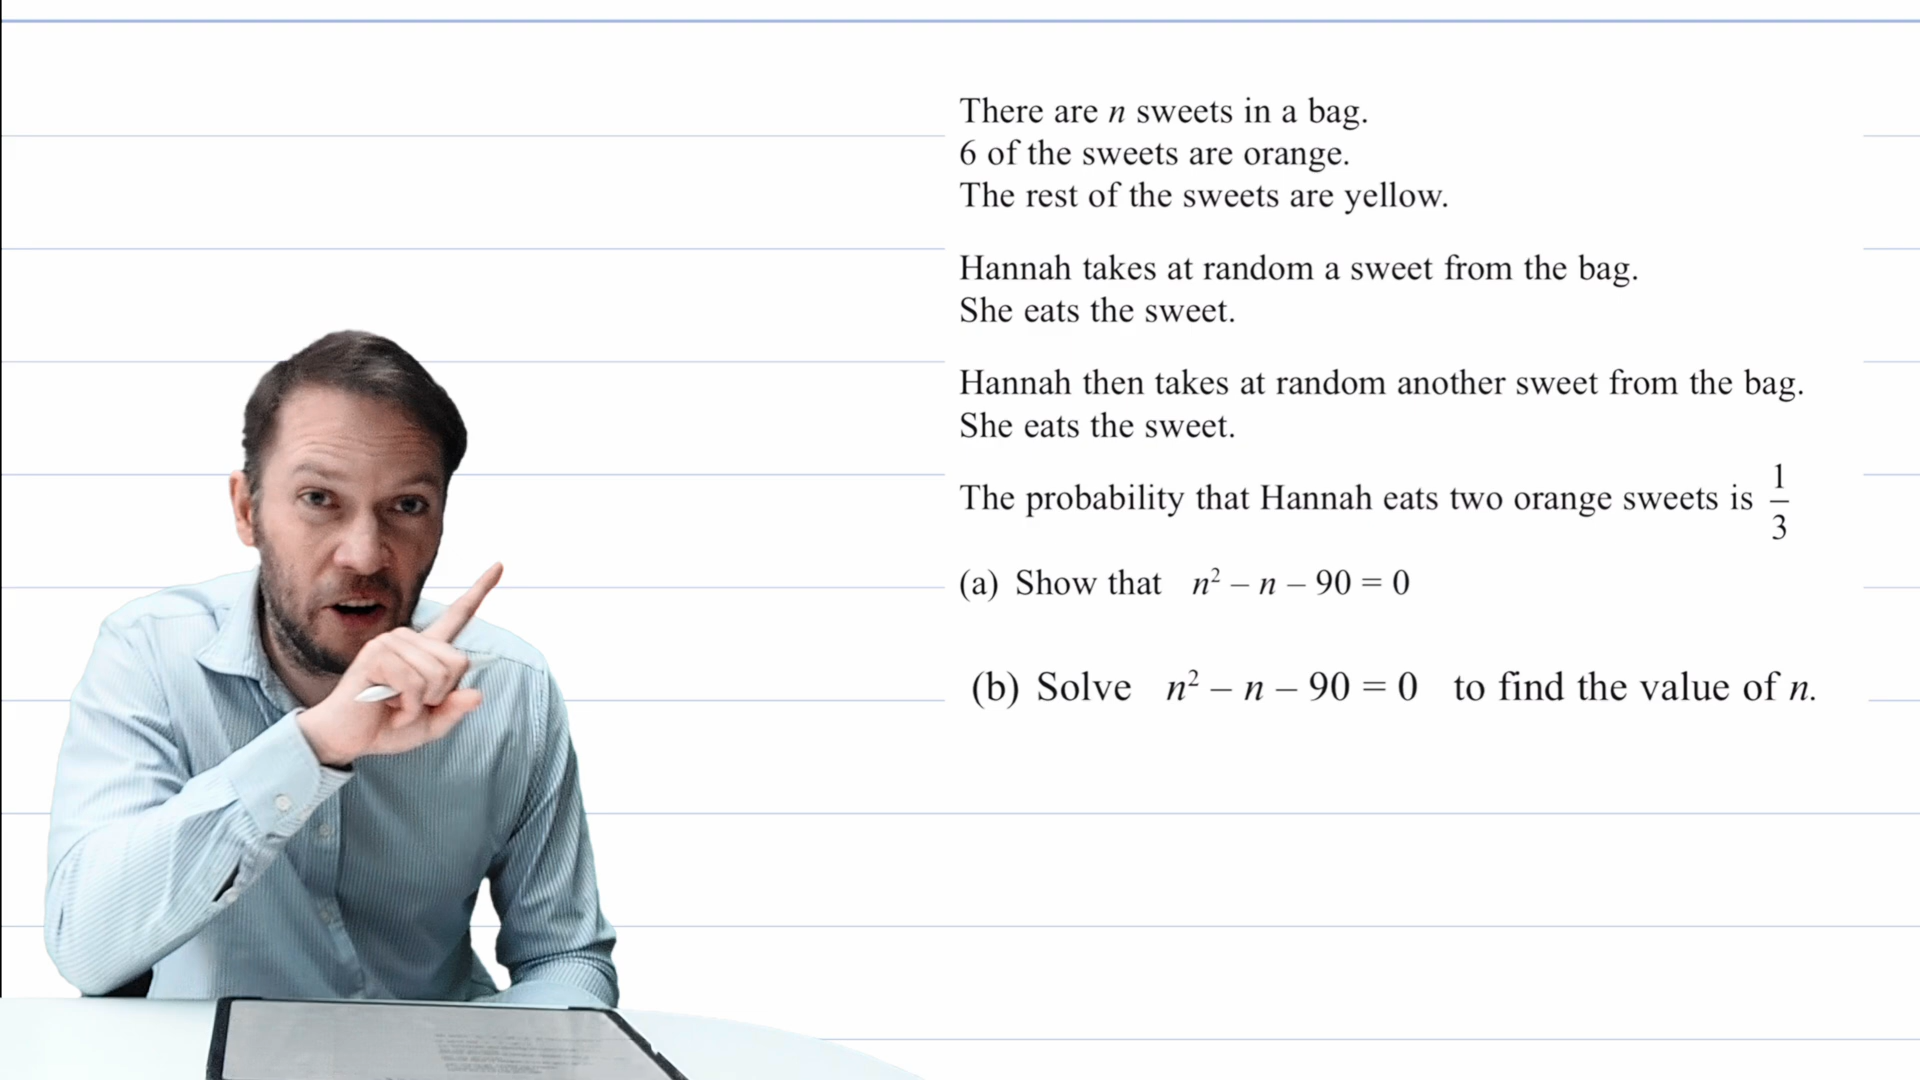 There are n sweets in a bag.
6 of the sweets are orange.
The rest of the sweets are yellow.
Hannah takes at random a sweet from the bag.
She eats the sweet.
Hannah then takes at random another sweet from the bag.
She eats the sweet.
The probability that Hannah eats two orange sweets is 1/3
(a) Show that n² – n – 90 = 0
(b) Solve n² – n – 90 = 0 to find the value of n.